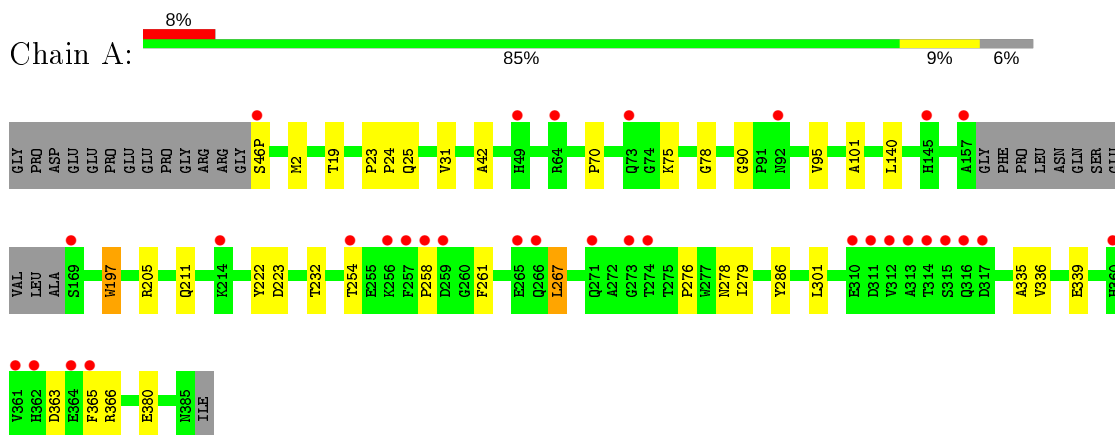 8%
Chain A:
85% 9% 6%
GLY PRO ASP GLU GLU PRO GLU GLU PRO GLY ARG ARG GLY S46P M2 T19 P23 P24 Q25 V31 A42 H49 R64 P70 Q73 G74 K75 G78 G90 P91 N92 V95 A101 L140 H145 A157 GLY PHE PRO LEU ASN GLN SER GLU
VAL LEU ALA S169 W197 R205 Q211 K214 Y222 D223 T232 T254 E255 K256 F257 P258 D259 G260 F261 E265 Q266 L267 Q271 A272 G273 T274 T275 P276 W277 N278 I279 Y286 L301 E310 D311 V312 A313 T314 S315 Q316 D317 A335 V336 E339 H360
V361 H362 D363 E364 F365 R366 E380 N385 ILE